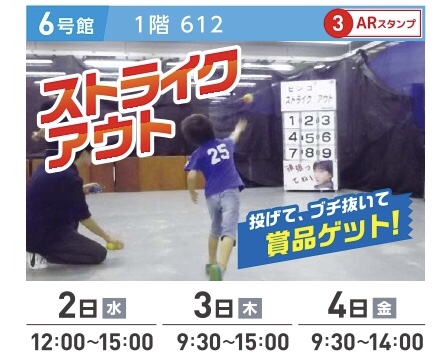 6号館 1階 612 3 ARスタンプ
ストライク
アウト
ビンゴ
ストライク アウト
1 2 3
4 5 6
7 8 9
25
投げて、ブチ抜いて
賞品ゲット!
2日 水 3日 木 4日 金
12:00~15:00 9:30~15:00 9:30~14:00